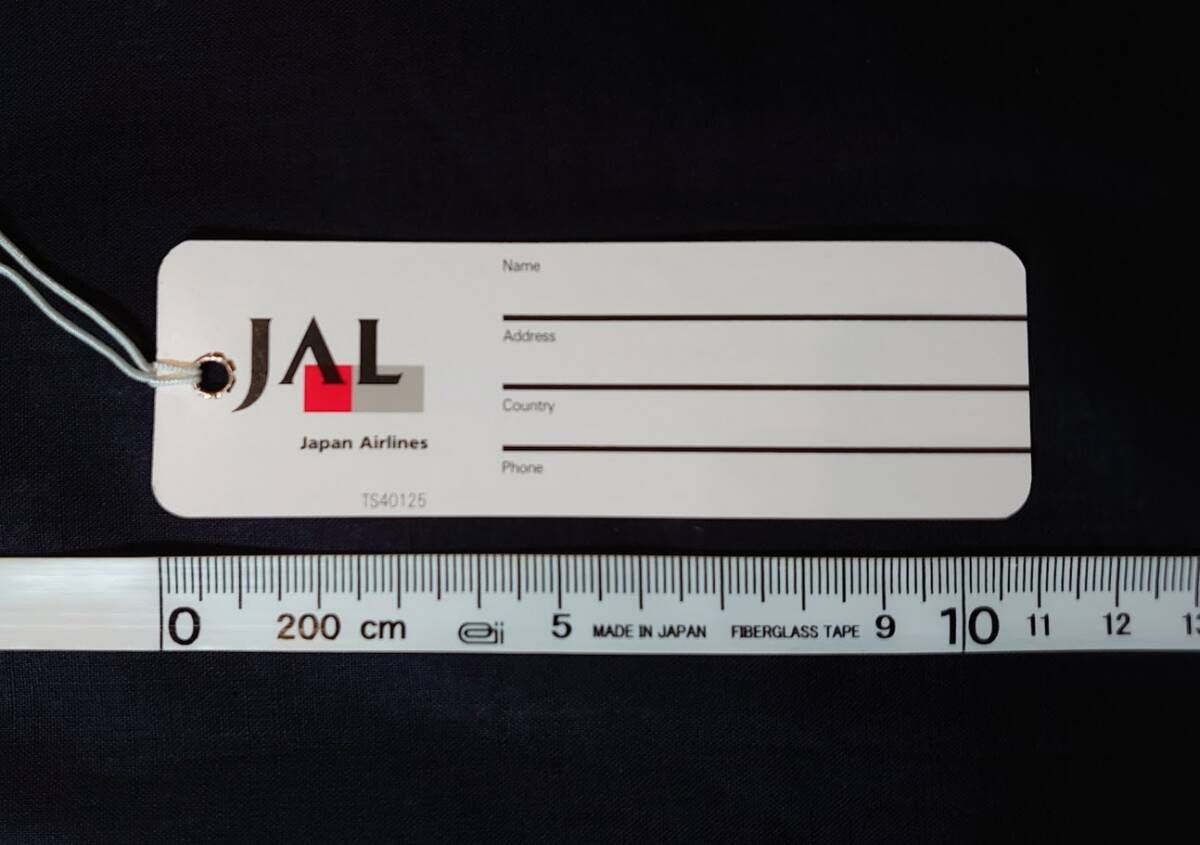 JAL
Japan Airlines
TS40125
Name
Address
Country
Phone
0 200 cm 5 MADE IN JAPAN FIBERGLASS TAPE 9 10 11 12